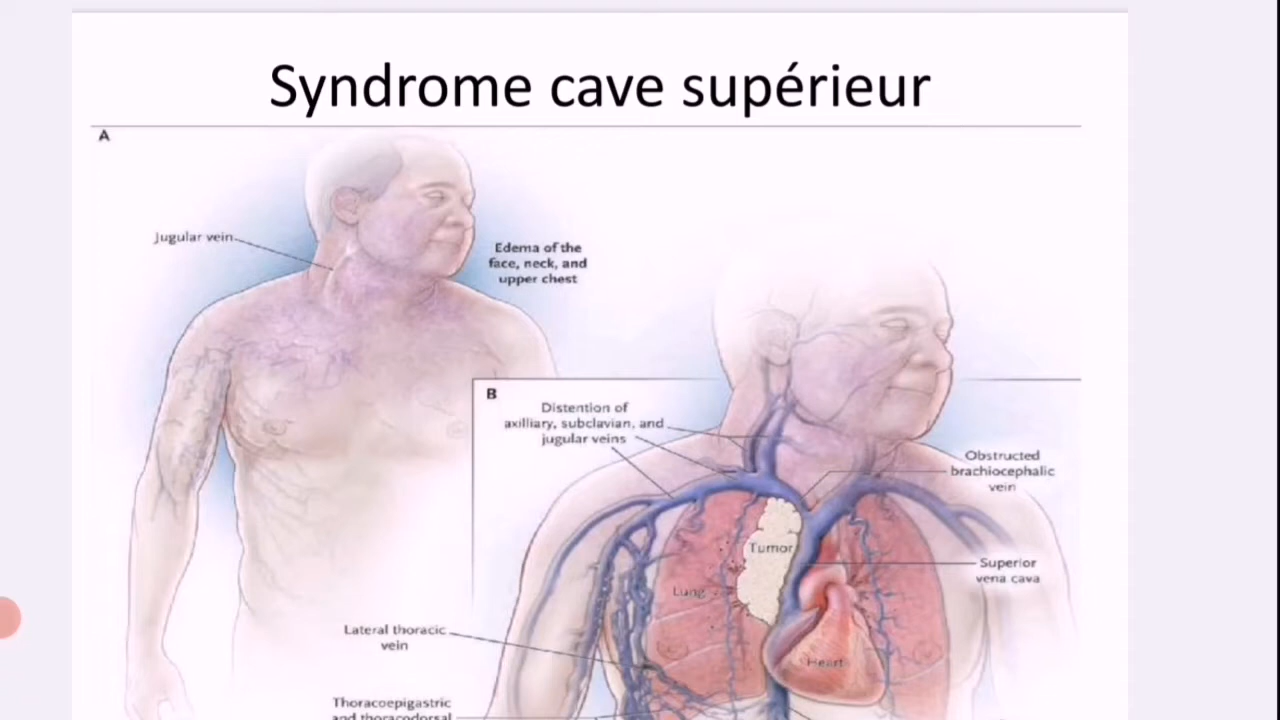 Syndrome cave supérieur
A
Jugular vein
Edema of the
face, neck, and
upper chest
B
Distention of
axilliary, subclavian, and
jugular veins
Obstructed
brachiocephalic
vein
Tumor
Superior
vena cava
Lung
Lateral thoracic
vein
Heart
Thoracoepigastric
and thoracodorsal